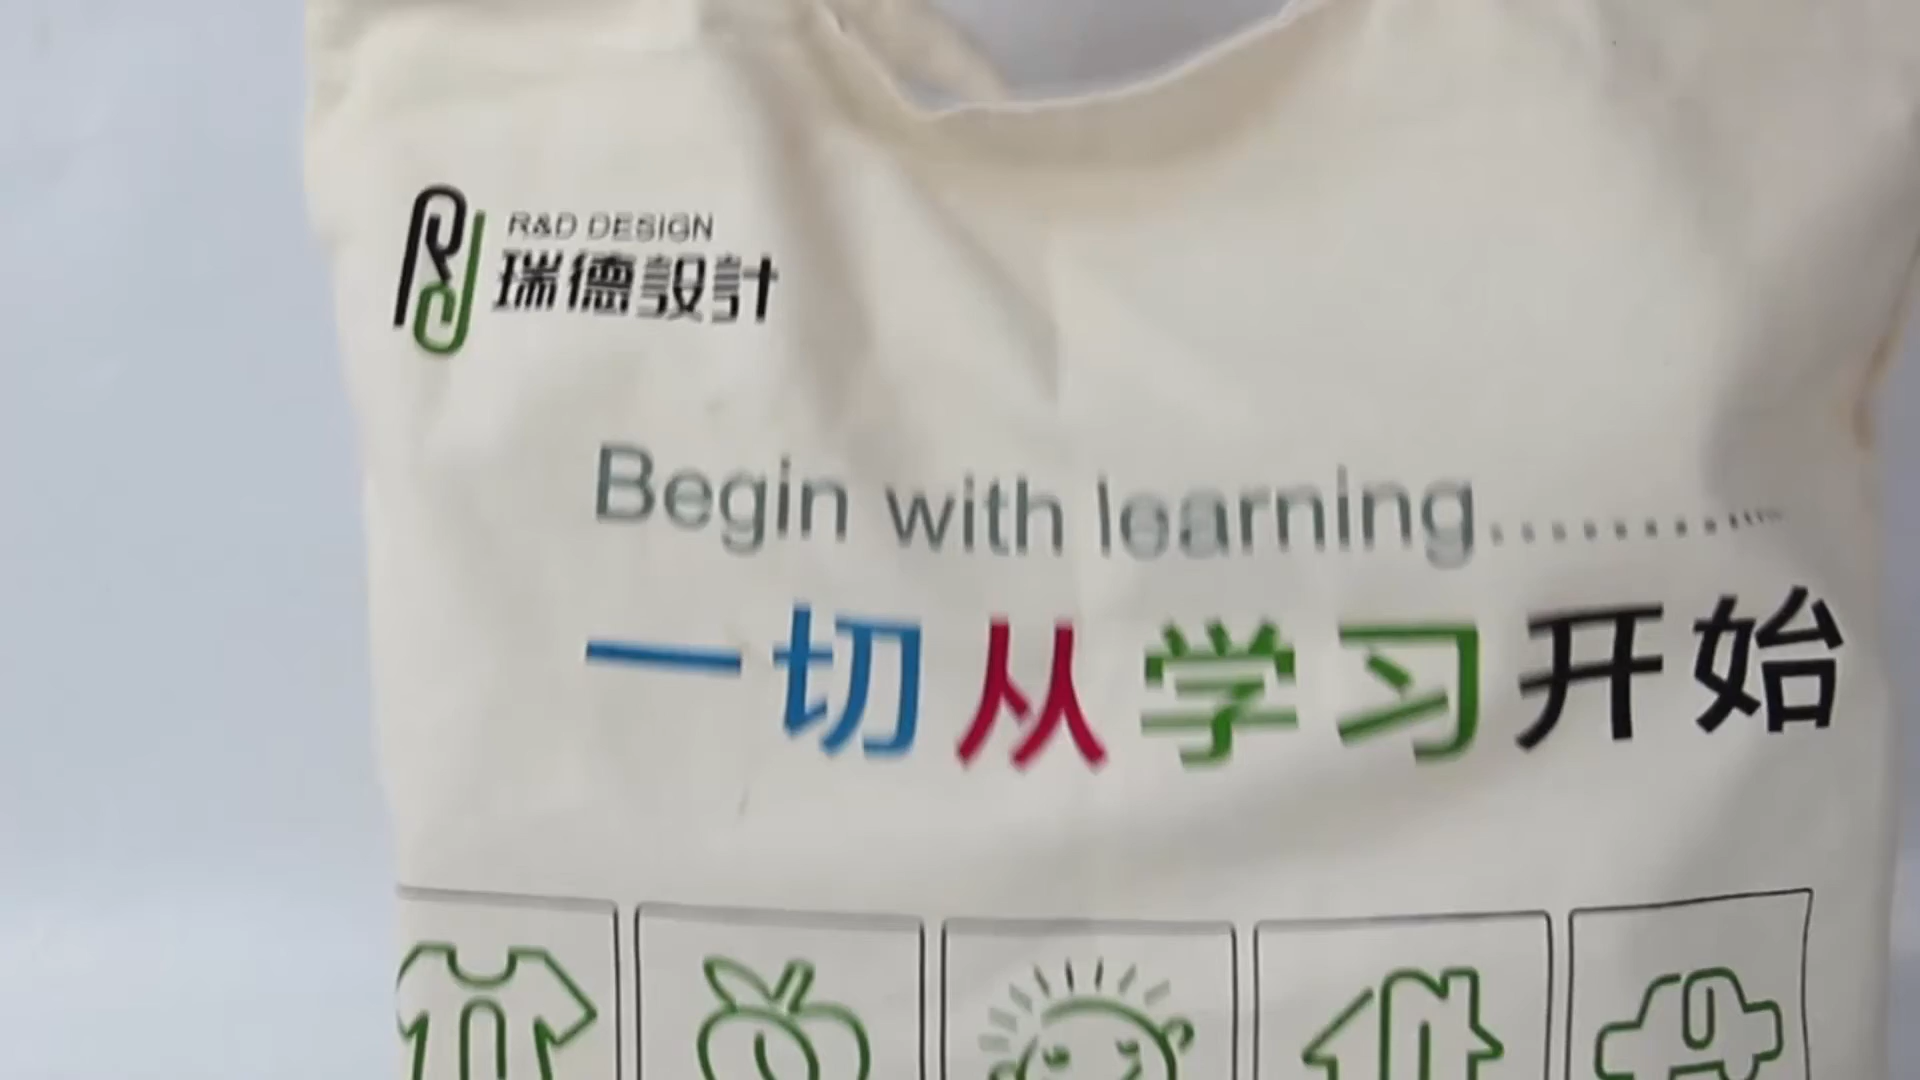 R&D DESIGN
瑞德設計
Begin with learning............
一切从学习开始